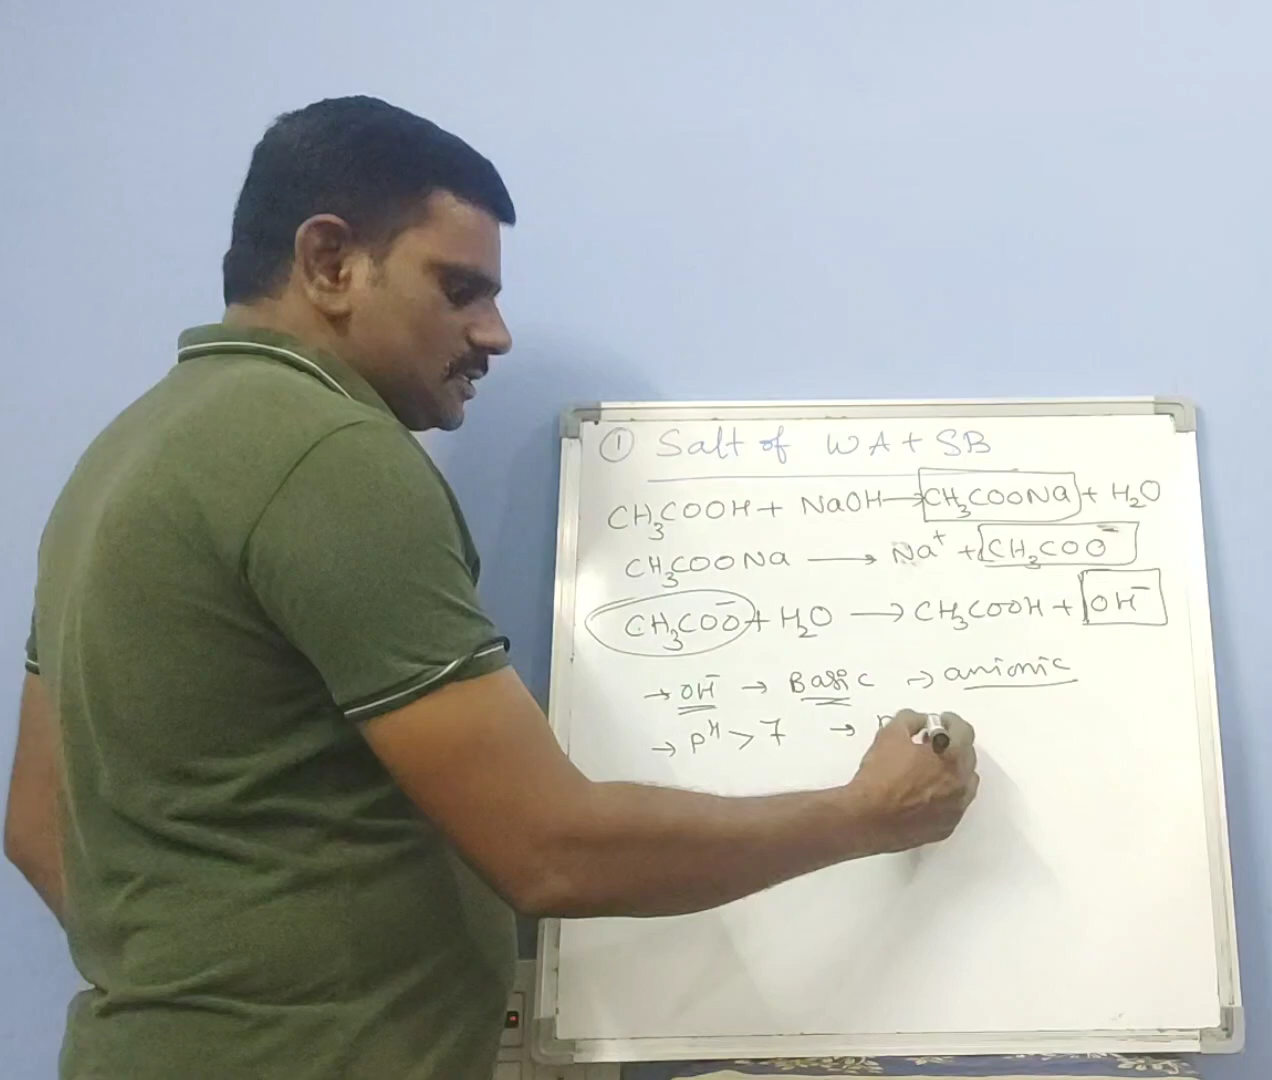 ① Salt of WA + SB
CH₃COOH + NaOH → CH₃COONa + H₂O
CH₃COONa → Na⁺ + CH₃COO⁻
CH₃COO⁻ + H₂O → CH₃COOH + OH⁻
→ OH⁻ → Basic → anionic
→ pᴴ > 7 →